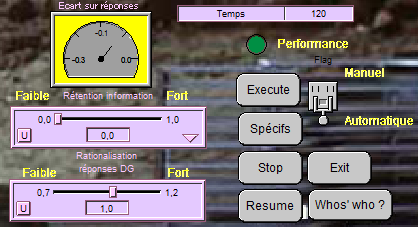 Ecart sur réponses
-0.1
-0.3 0.0
Temps 120
Performance
Flag
Manuel
Automatique
Faible Rétention information Fort
0,0 1,0
U 0,0
Rationalisation
réponses DG
Faible Fort
0,7 1,2
U 1,0
Execute
Spécifs
Stop Exit
Resume Whos' who ?